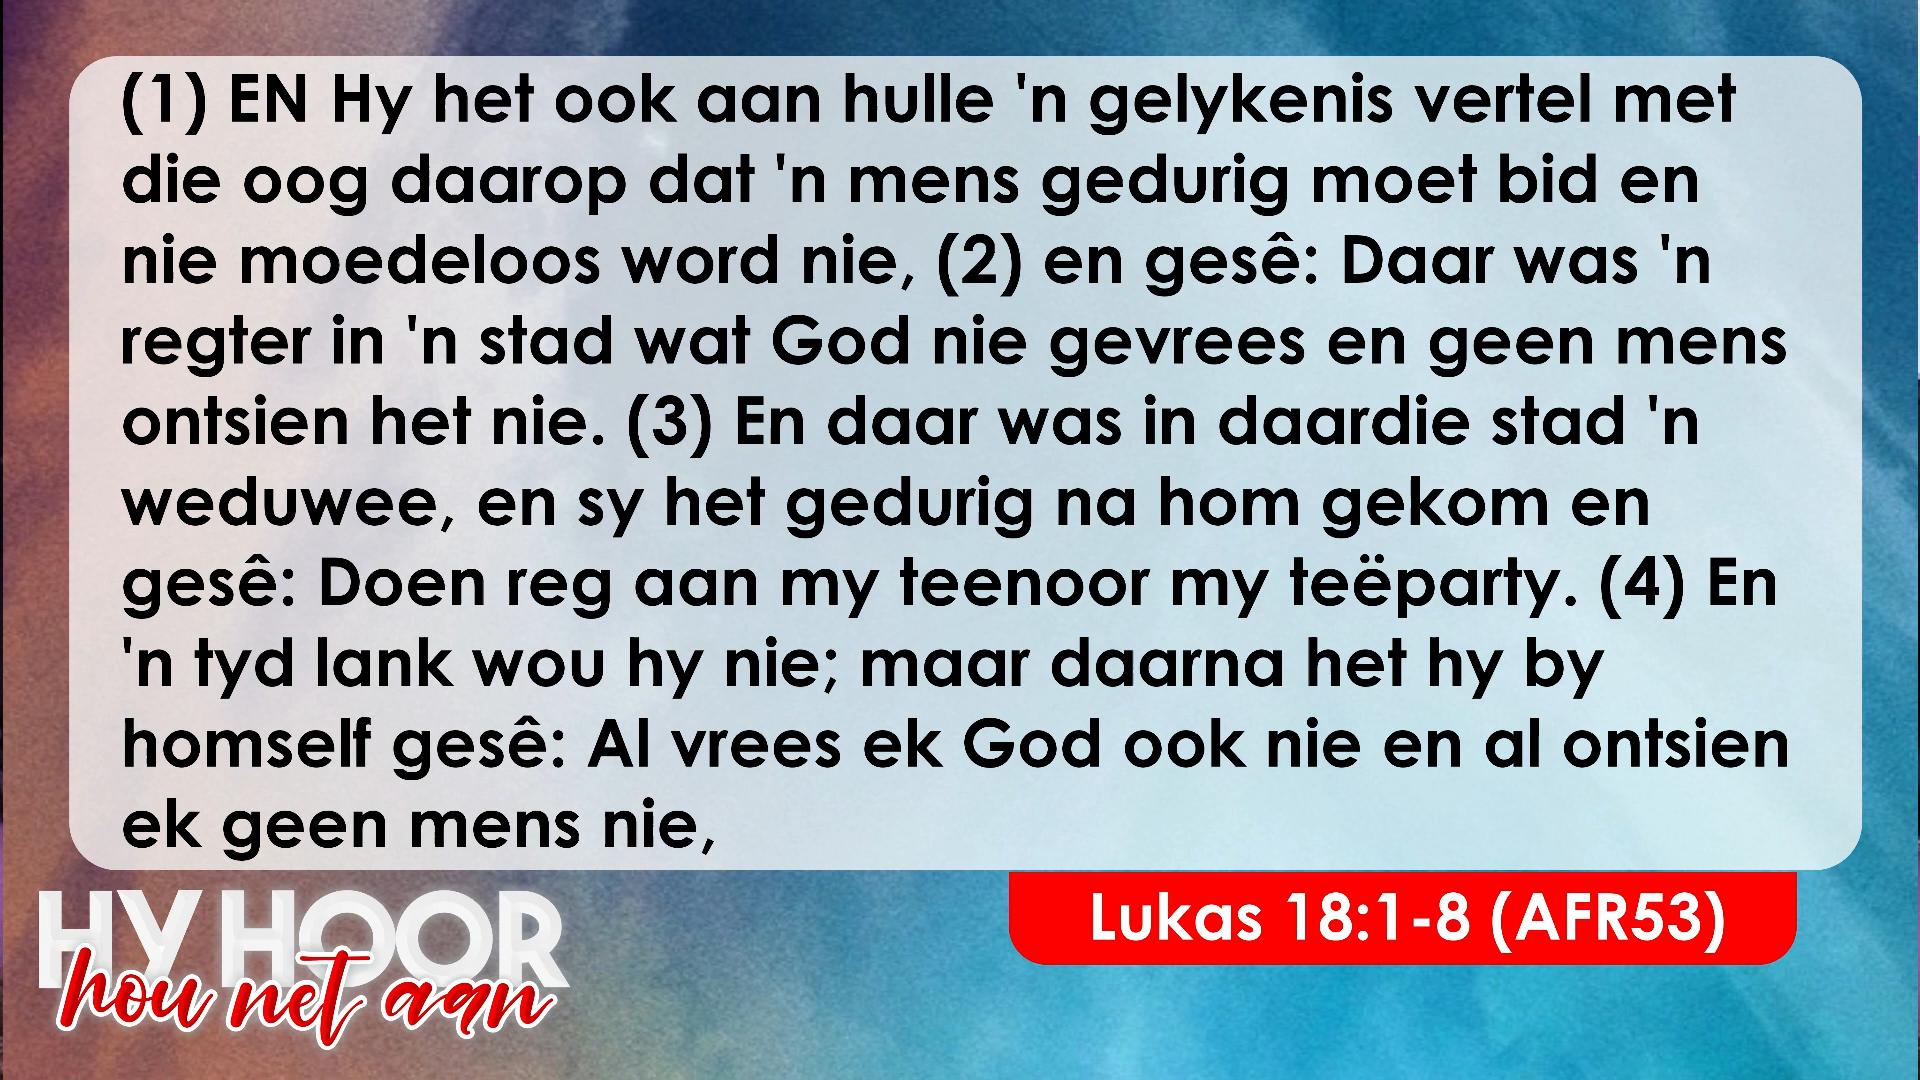 (1) EN Hy het ook aan hulle 'n gelykenis vertel met
die oog daarop dat 'n mens gedurig moet bid en
nie moedeloos word nie, (2) en gesê: Daar was 'n
regter in 'n stad wat God nie gevrees en geen mens
ontsien het nie. (3) En daar was in daardie stad 'n
weduwee, en sy het gedurig na hom gekom en
gesê: Doen reg aan my teenoor my teëparty. (4) En
'n tyd lank wou hy nie; maar daarna het hy by
homself gesê: Al vrees ek God ook nie en al ontsien
ek geen mens nie,
Lukas 18:1-8 (AFR53)
HY HOOR
hou net aan